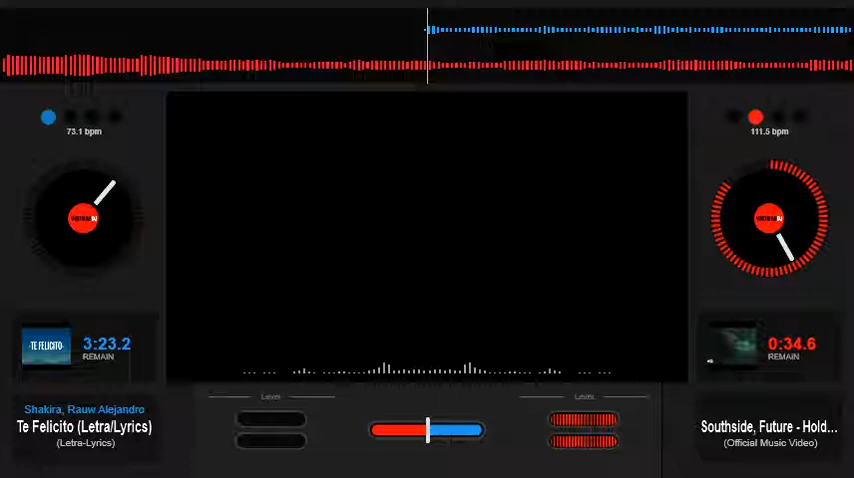 73.1 bpm
111.5 bpm
-TE FELICITO-
3:23.2
REMAIN
0:34.6
REMAIN
Level
Level
Shakira, Rauw Alejandro
Te Felicito (Letra/Lyrics)
(Letra-Lyrics)
Southside, Future - Hold...
(Official Music Video)